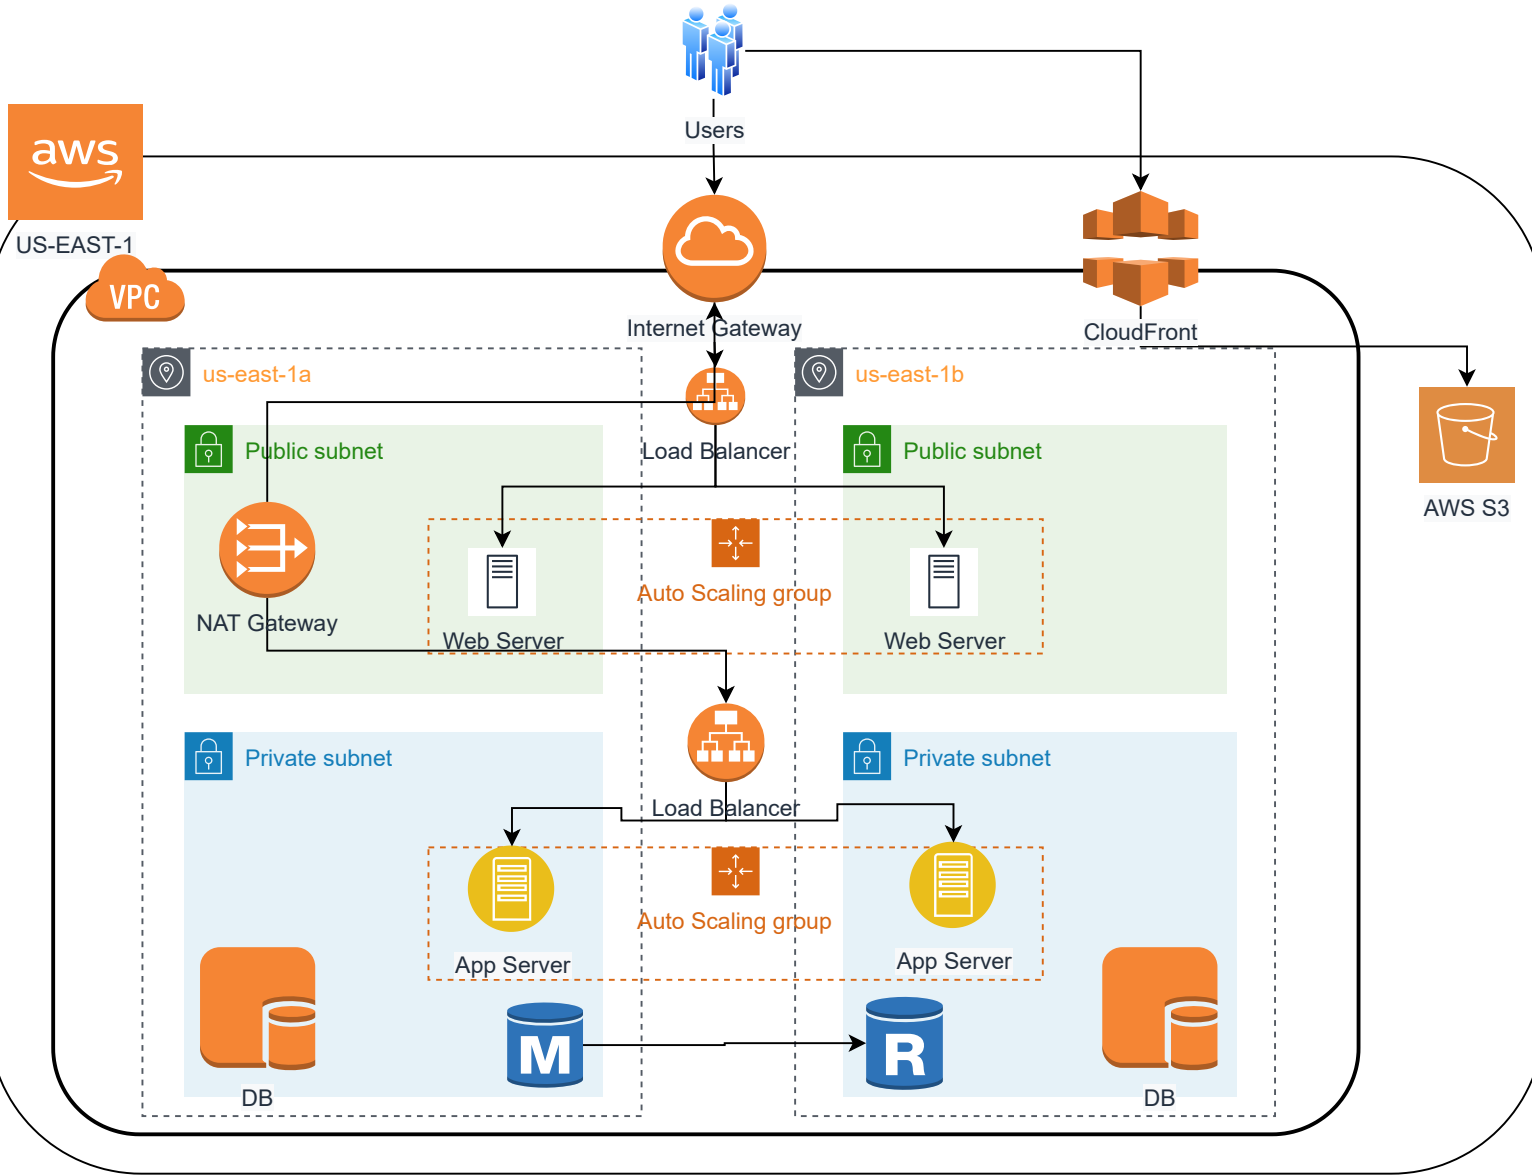 Users
aws
US-EAST-1
VPC
Internet Gateway
CloudFront
us-east-1a
us-east-1b
Public subnet
Load Balancer
Public subnet
AWS S3
Auto Scaling group
NAT Gateway
Web Server
Web Server
Private subnet
Private subnet
Load Balancer
Auto Scaling group
App Server
App Server
M
R
DB
DB